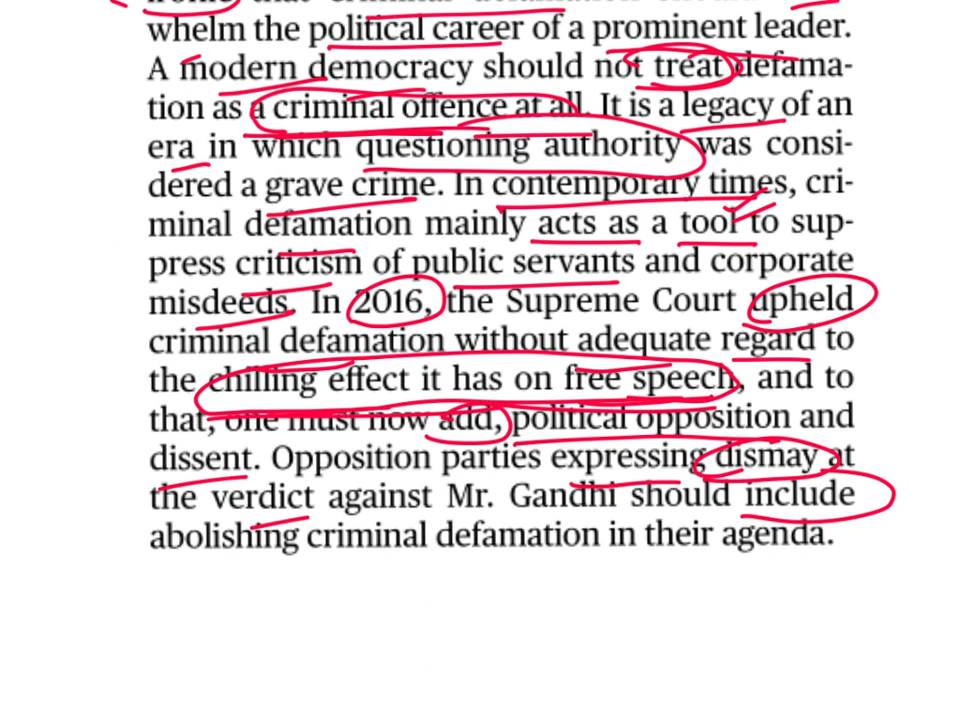 whelm the political career of a prominent leader.
A modern democracy should not treat defama-
tion as a criminal offence at all. It is a legacy of an
era in which questioning authority was consi-
dered a grave crime. In contemporary times, cri-
minal defamation mainly acts as a tool to sup-
press criticism of public servants and corporate
misdeeds. In 2016, the Supreme Court upheld
criminal defamation without adequate regard to
the chilling effect it has on free speech, and to
that, one must now add, political opposition and
dissent. Opposition parties expressing dismay at
the verdict against Mr. Gandhi should include
abolishing criminal defamation in their agenda.